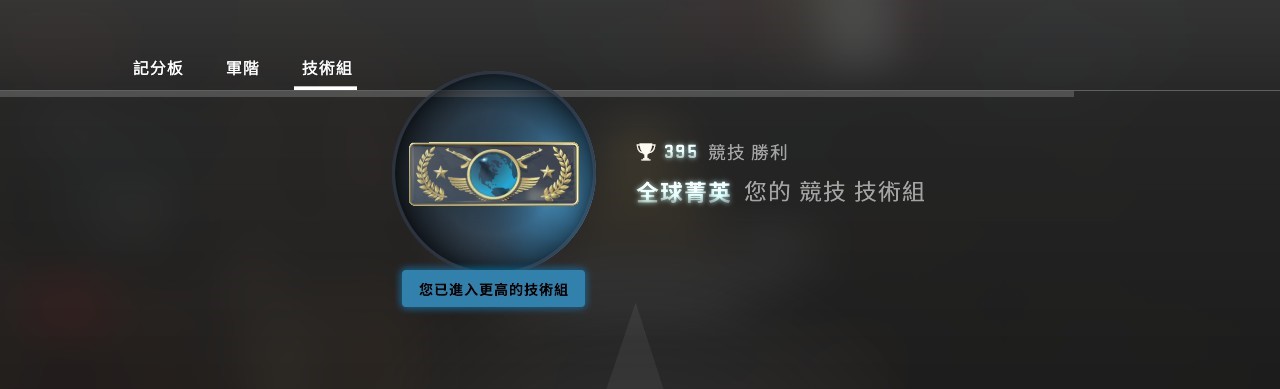 記分板 軍階 技術組
395 競技 勝利
全球菁英 您的 競技 技術組
您已進入更高的技術組